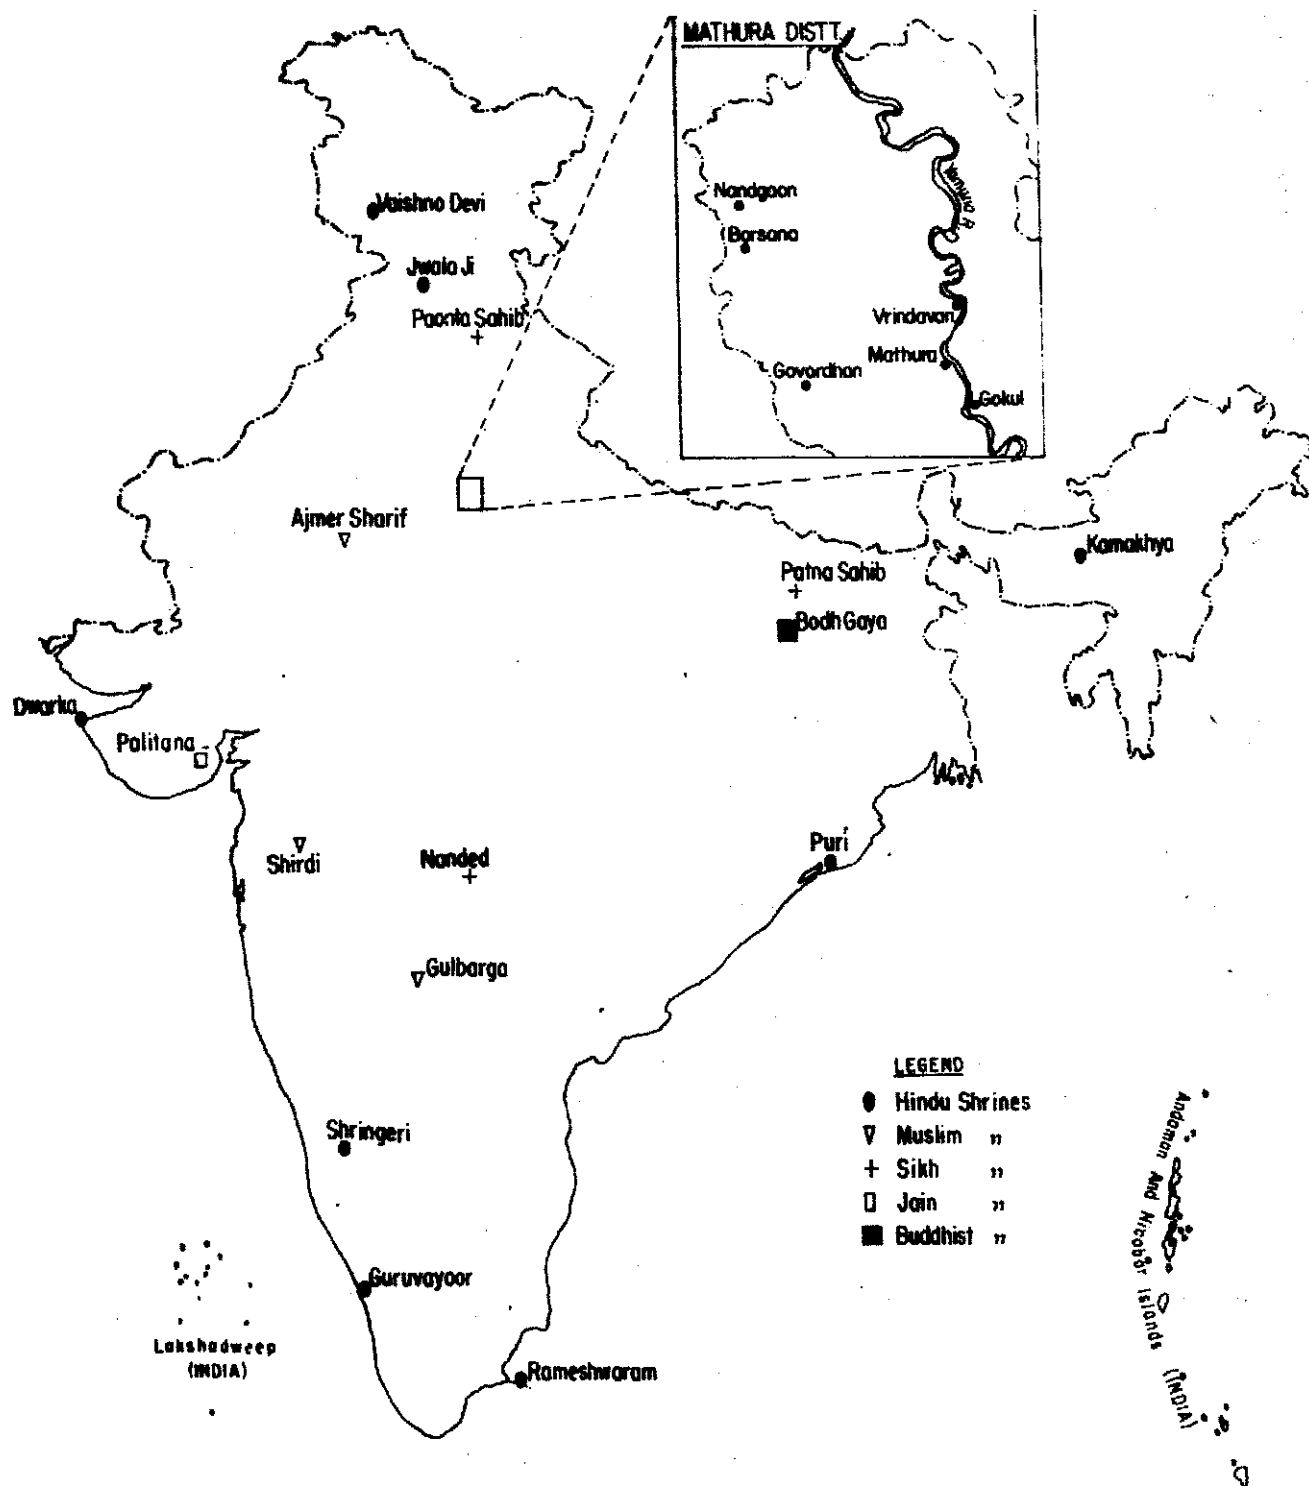 MATHURA DISTT.
Nandgaon
Barsana
Yamuna R.
Vrindavan
Mathura
Govardhan
Gokul
Vaishno Devi
Jwala Ji
Paonta Sahib
Ajmer Sharif
Kamakhya
Patna Sahib
Bodh Gaya
Dwarka
Palitana
Puri
Shirdi
Nanded
Gulbarga
Shringeri
Guruvayoor
Rameshwaram
Lakshadweep
(INDIA)
LEGEND
Hindu Shrines
Muslim „
Sikh „
Jain „
Buddhist „
Andaman And Nicobar Islands (INDIA)